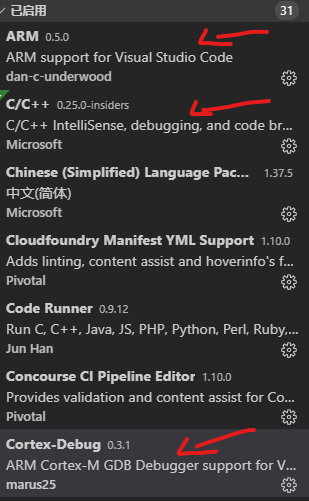 已启用 31
ARM 0.5.0
ARM support for Visual Studio Code
dan-c-underwood
C/C++ 0.25.0-insiders
C/C++ IntelliSense, debugging, and code br...
Microsoft
Chinese (Simplified) Language Pac... 1.37.5
中文(简体)
Microsoft
Cloudfoundry Manifest YML Support 1.10.0
Adds linting, content assist and hoverinfo's f...
Pivotal
Code Runner 0.9.12
Run C, C++, Java, JS, PHP, Python, Perl, Ruby,...
Jun Han
Concourse CI Pipeline Editor 1.10.0
Provides validation and content assist for Co...
Pivotal
Cortex-Debug 0.3.1
ARM Cortex-M GDB Debugger support for V...
marus25